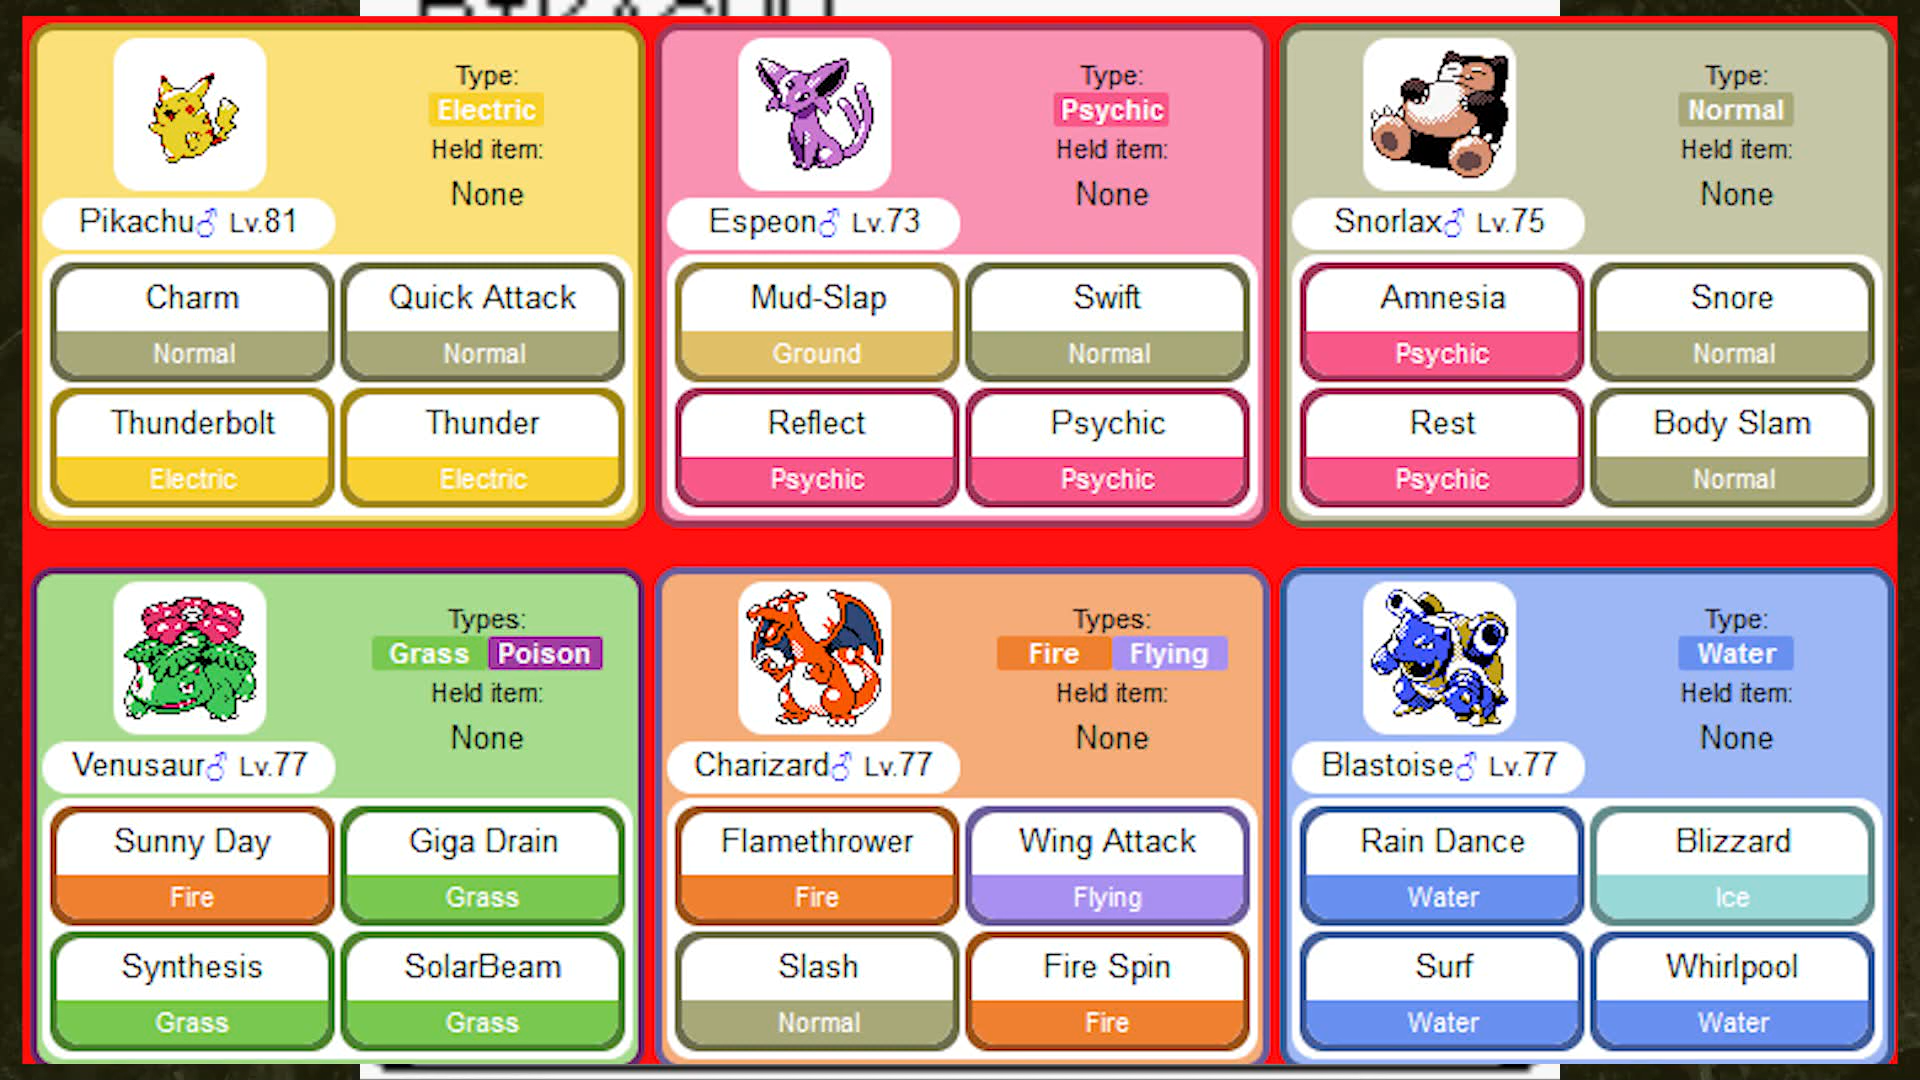 Type:
Electric
Held item:
None
Pikachu♂ Lv.81
Charm
Normal
Quick Attack
Normal
Thunderbolt
Electric
Thunder
Electric
Type:
Psychic
Held item:
None
Espeon♂ Lv.73
Mud-Slap
Ground
Swift
Normal
Reflect
Psychic
Psychic
Psychic
Type:
Normal
Held item:
None
Snorlax♂ Lv.75
Amnesia
Psychic
Snore
Normal
Rest
Psychic
Body Slam
Normal
Types:
Grass Poison
Held item:
None
Venusaur♂ Lv.77
Sunny Day
Fire
Giga Drain
Grass
Synthesis
Grass
SolarBeam
Grass
Types:
Fire Flying
Held item:
None
Charizard♂ Lv.77
Flamethrower
Fire
Wing Attack
Flying
Slash
Normal
Fire Spin
Fire
Type:
Water
Held item:
None
Blastoise♂ Lv.77
Rain Dance
Water
Blizzard
Ice
Surf
Water
Whirlpool
Water